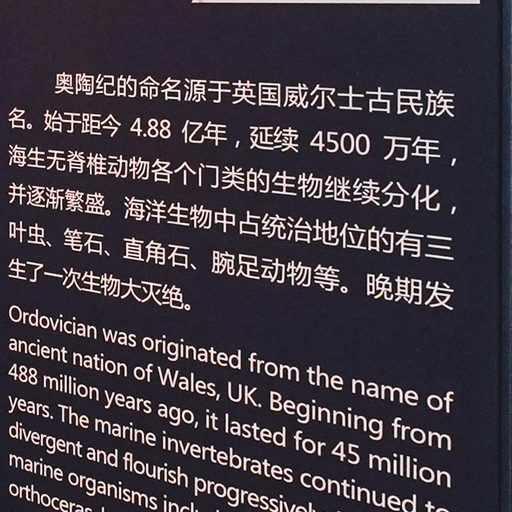 奥陶纪的命名源于英国威尔士古民族
名。始于距今 4.88 亿年，延续 4500 万年，
海生无脊椎动物各个门类的生物继续分化，
并逐渐繁盛。海洋生物中占统治地位的有三
叶虫、笔石、直角石、腕足动物等。晚期发
生了一次生物大灭绝。
Ordovician was originated from the name of
ancient nation of Wales, UK. Beginning from
488 million years ago, it lasted for 45 million
years. The marine invertebrates continued to
divergent and flourish progressively.
marine organisms
orthoceras